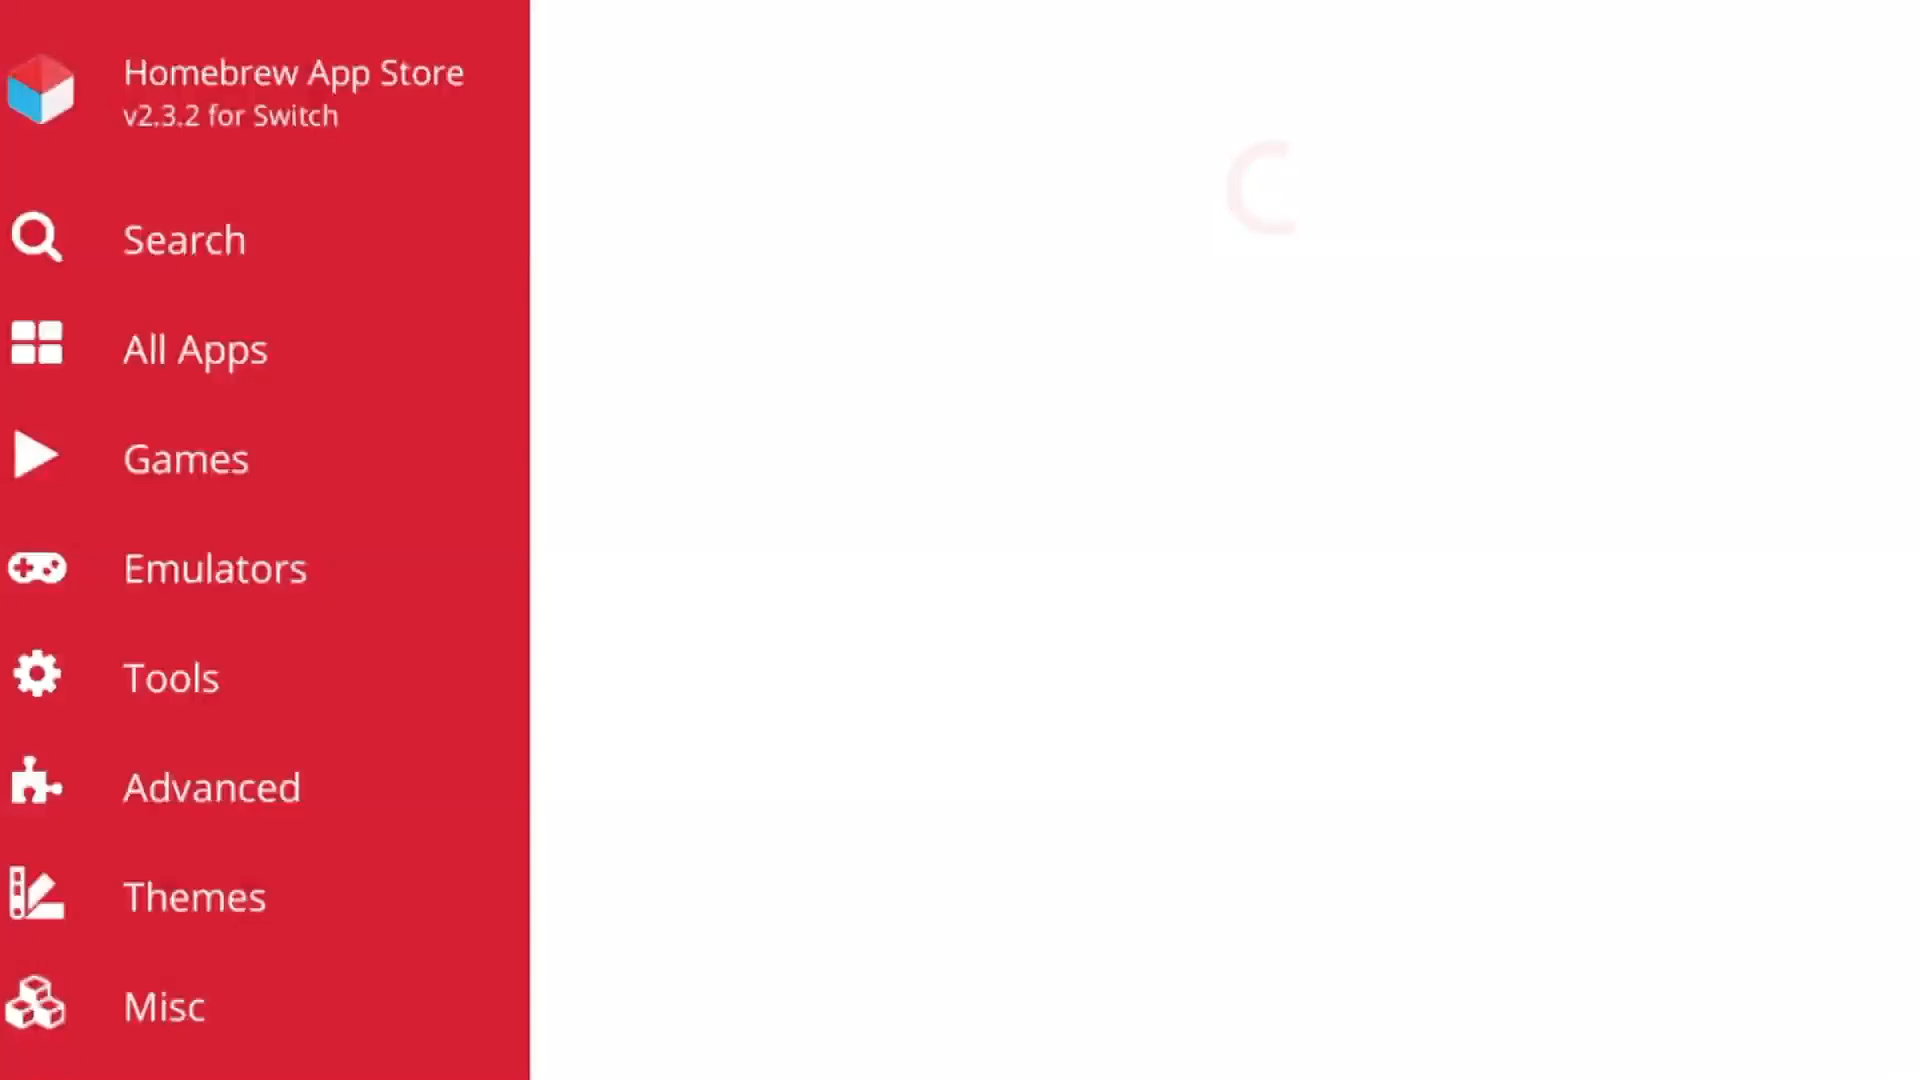 Homebrew App Store
v2.3.2 for Switch
Search
All Apps
Games
Emulators
Tools
Advanced
Themes
Misc